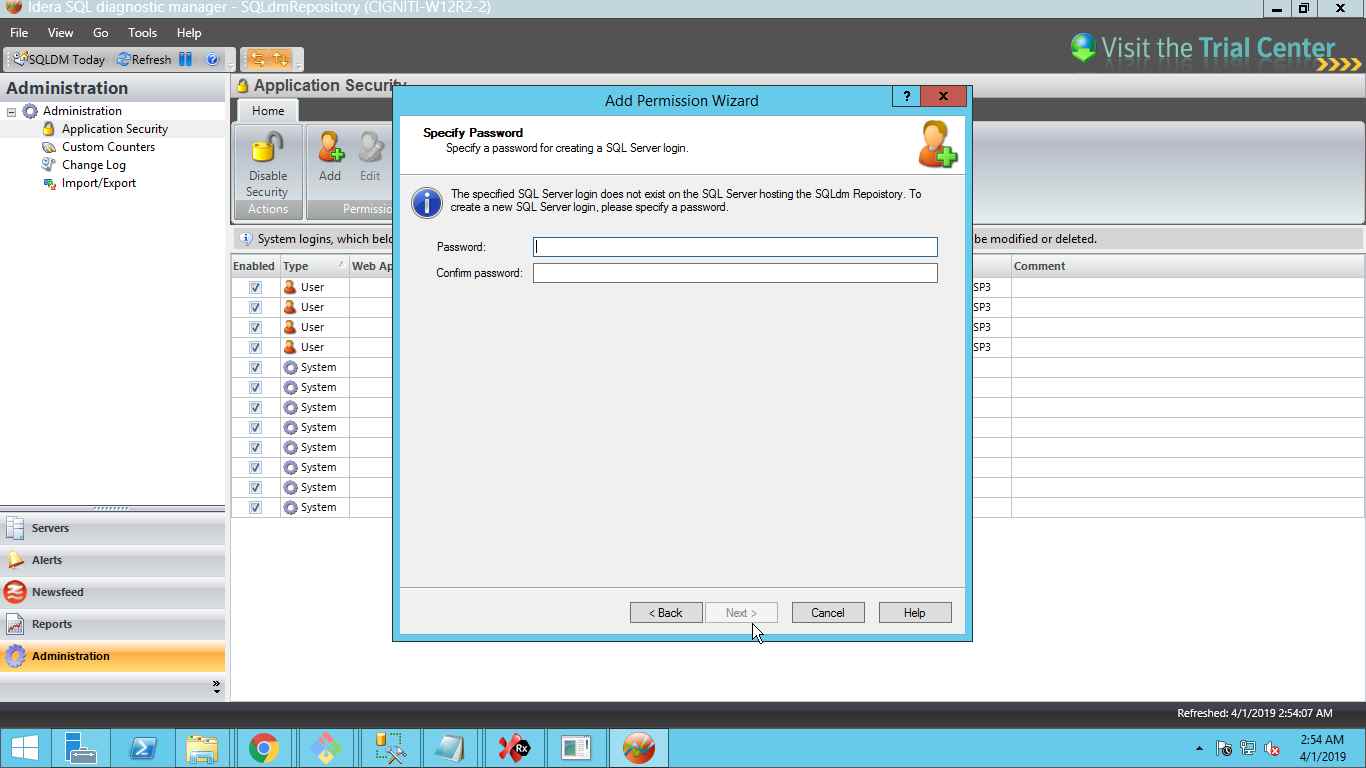 Idera SQL diagnostic manager - SQLdmRepository (CIGNITI-W12R2-2)
File View Go Tools Help
SQLDM Today Refresh
Visit the Trial Center
Administration
Administration
Application Security
Custom Counters
Change Log
Import/Export
Servers
Alerts
Newsfeed
Reports
Administration
Application Security
Home
Disable
Security
Add
Edit
Actions
Permissio
System logins, which belo
be modified or deleted.
Enabled Type Web Ap Comment
User SP3
User SP3
User SP3
User SP3
System
System
System
System
System
System
System
System
Add Permission Wizard
Specify Password
Specify a password for creating a SQL Server login.
The specified SQL Server login does not exist on the SQL Server hosting the SQLdm Repoistory. To
create a new SQL Server login, please specify a password.
Password:
Confirm password:
< Back Next > Cancel Help
Refreshed: 4/1/2019 2:54:07 AM
Rx
2:54 AM
4/1/2019